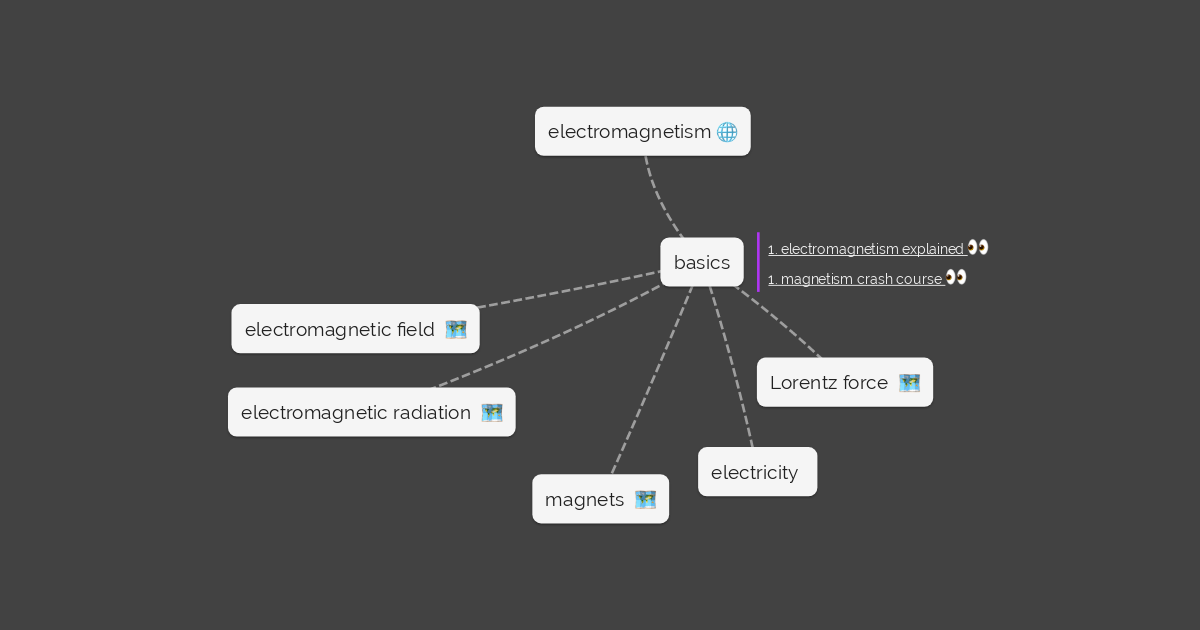 electromagnetism 🌐
basics
1. electromagnetism explained 👀
1. magnetism crash course 👀
electromagnetic field 🗺️
electromagnetic radiation 🗺️
Lorentz force 🗺️
electricity
magnets 🗺️